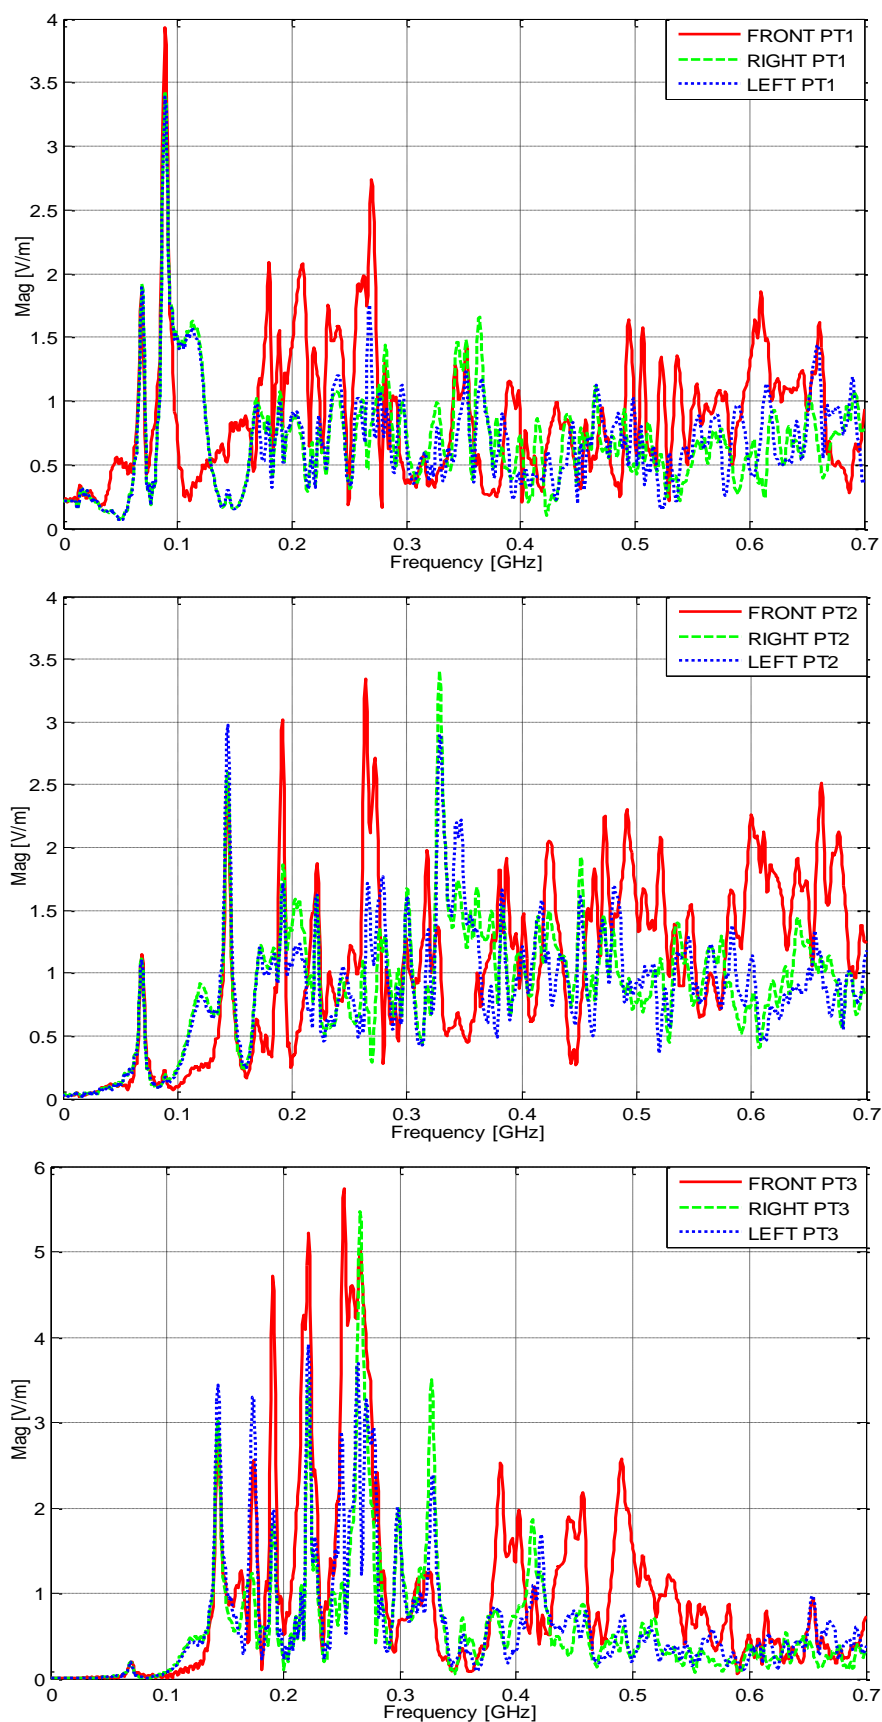 4
3.5
3
2.5
2
1.5
1
0.5
0
Mag [V/m]
FRONT PT1
RIGHT PT1
LEFT PT1
0 0.1 0.2 0.3 0.4 0.5 0.6 0.7
Frequency [GHz]
4
3.5
3
2.5
2
1.5
1
0.5
0
Mag [V/m]
FRONT PT2
RIGHT PT2
LEFT PT2
0 0.1 0.2 0.3 0.4 0.5 0.6 0.7
Frequency [GHz]
6
5
4
3
2
1
0
Mag [V/m]
FRONT PT3
RIGHT PT3
LEFT PT3
0 0.1 0.2 0.3 0.4 0.5 0.6 0.7
Frequency [GHz]